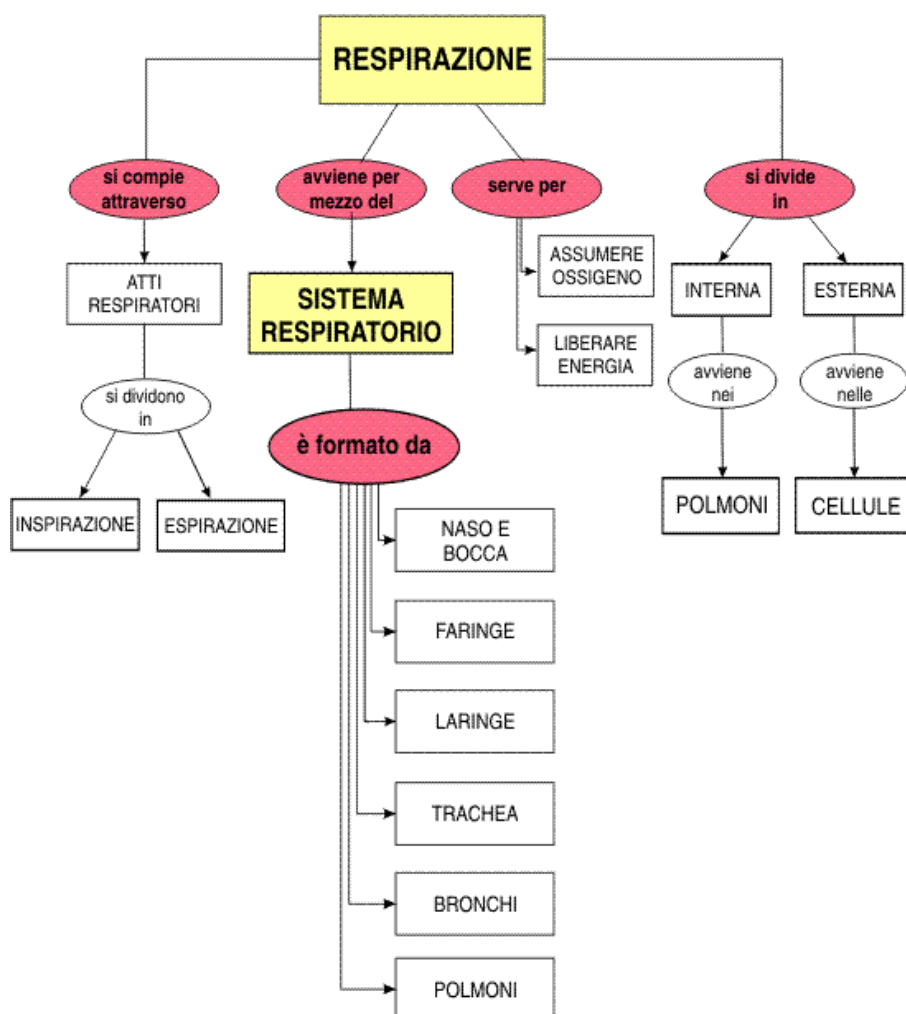 RESPIRAZIONE
si compie
attraverso
avviene per
mezzo del
serve per
si divide
in
ATTI
RESPIRATORI
SISTEMA
RESPIRATORIO
ASSUMERE
OSSIGENO
LIBERARE
ENERGIA
INTERNA
ESTERNA
si dividono
in
avviene
nei
avviene
nelle
è formato da
INSPIRAZIONE
ESPIRAZIONE
POLMONI
CELLULE
NASO E
BOCCA
FARINGE
LARINGE
TRACHEA
BRONCHI
POLMONI